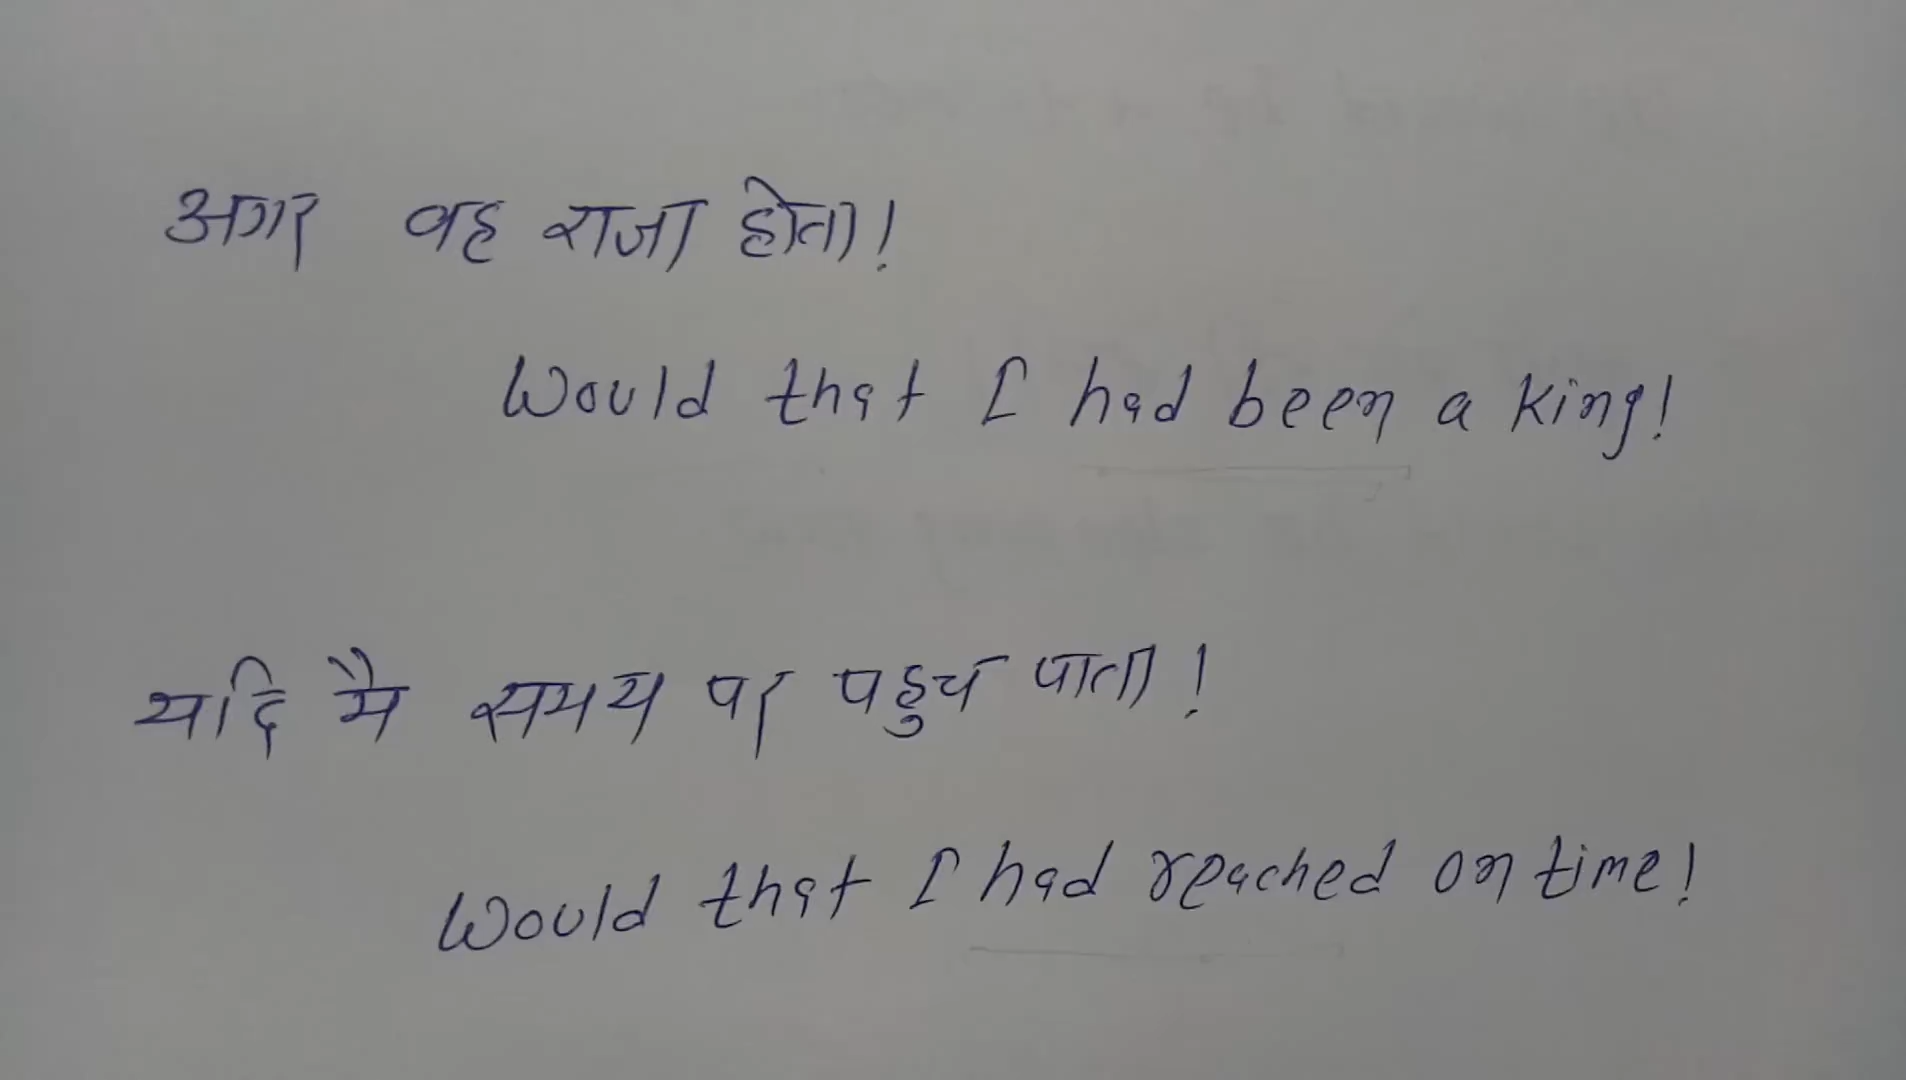 अगर वह राजा होता!
Would that I had been a king!
यदि मै समय पर पहुच पाता!
Would that I had reached on time!